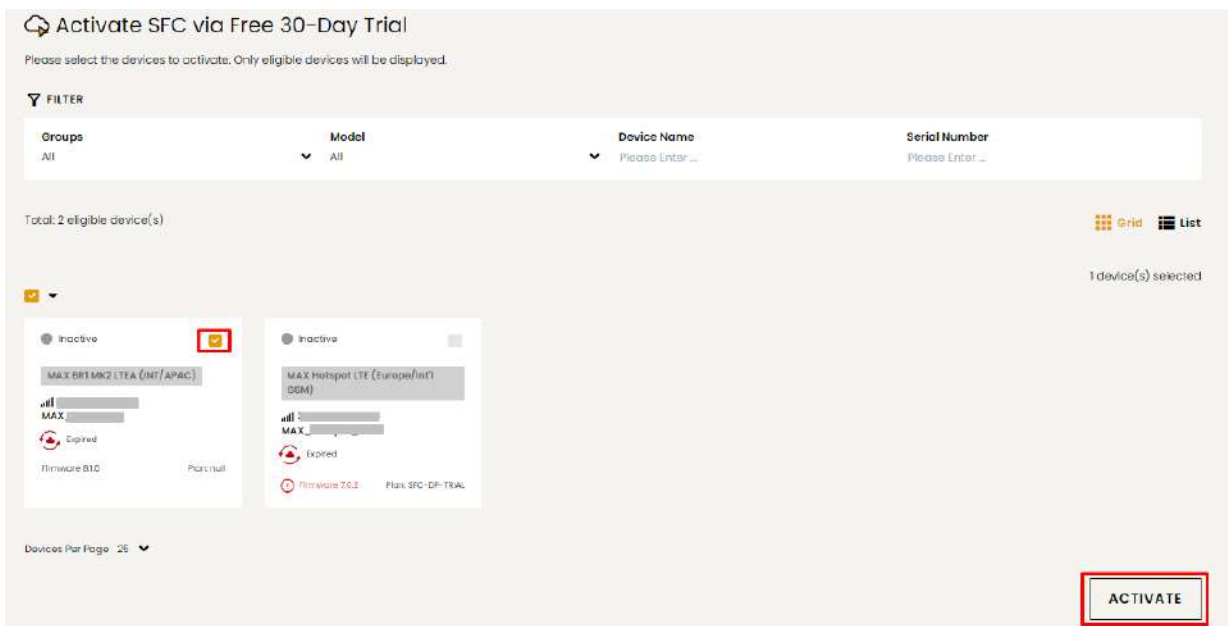 Activate SFC via Free 30-Day Trial
Please select the devices to activate. Only eligible devices will be displayed.
FILTER
Groups Model Device Name Serial Number
All All Please Enter ... Please Enter ...
Total: 2 eligible device(s)
Grid List
1 device(s) selected
Inactive Inactive
MAX BR1 MK2 LTEA (INT/APAC) MAX Hotspot LTE (Europe/Int'l
GSM)
MAX_ MAX_
Expired Expired
Firmware 8.1.0 Plan: null Firmware 7.0.2 Plan: SFC-DP-TRIAL
Devices Per Page 25
ACTIVATE